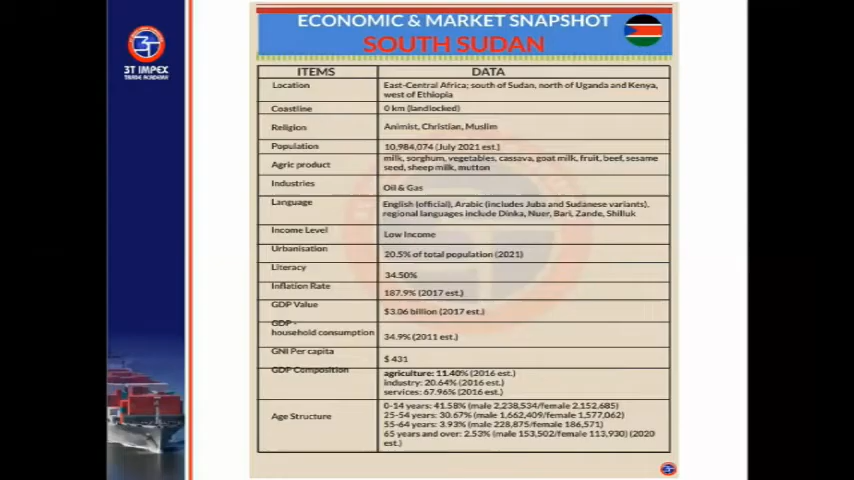 ECONOMIC & MARKET SNAPSHOT
SOUTH SUDAN
3T IMPEX
TRADE ACADEMY
ITEMS DATA
Location East-Central Africa; south of Sudan, north of Uganda and Kenya,
west of Ethiopia
Coastline 0 km (landlocked)
Religion Animist, Christian, Muslim
Population 10,984,074 (July 2021 est.)
Agric product milk, sorghum, vegetables, cassava, goat milk, fruit, beef, sesame
seed, sheep milk, mutton
Industries Oil & Gas
Language English (official), Arabic (includes Juba and Sudanese variants),
regional languages include Dinka, Nuer, Bari, Zande, Shilluk
Income Level Low Income
Urbanisation 20.5% of total population (2021)
Literacy 34.50%
Inflation Rate 187.9% (2017 est.)
GDP Value $3.06 billion (2017 est.)
GDP -
household consumption 34.9% (2011 est.)
GNI Per capita $ 431
GDP Composition agriculture: 11.40% (2016 est.)
industry: 20.64% (2016 est.)
services: 67.96% (2016 est.)
Age Structure 0-14 years: 41.58% (male 2,238,534/female 2,152,685)
25-54 years: 30.67% (male 1,662,409/female 1,577,062)
55-64 years: 3.93% (male 228,875/female 186,571)
65 years and over: 2.53% (male 153,502/female 113,930) (2020
est.)